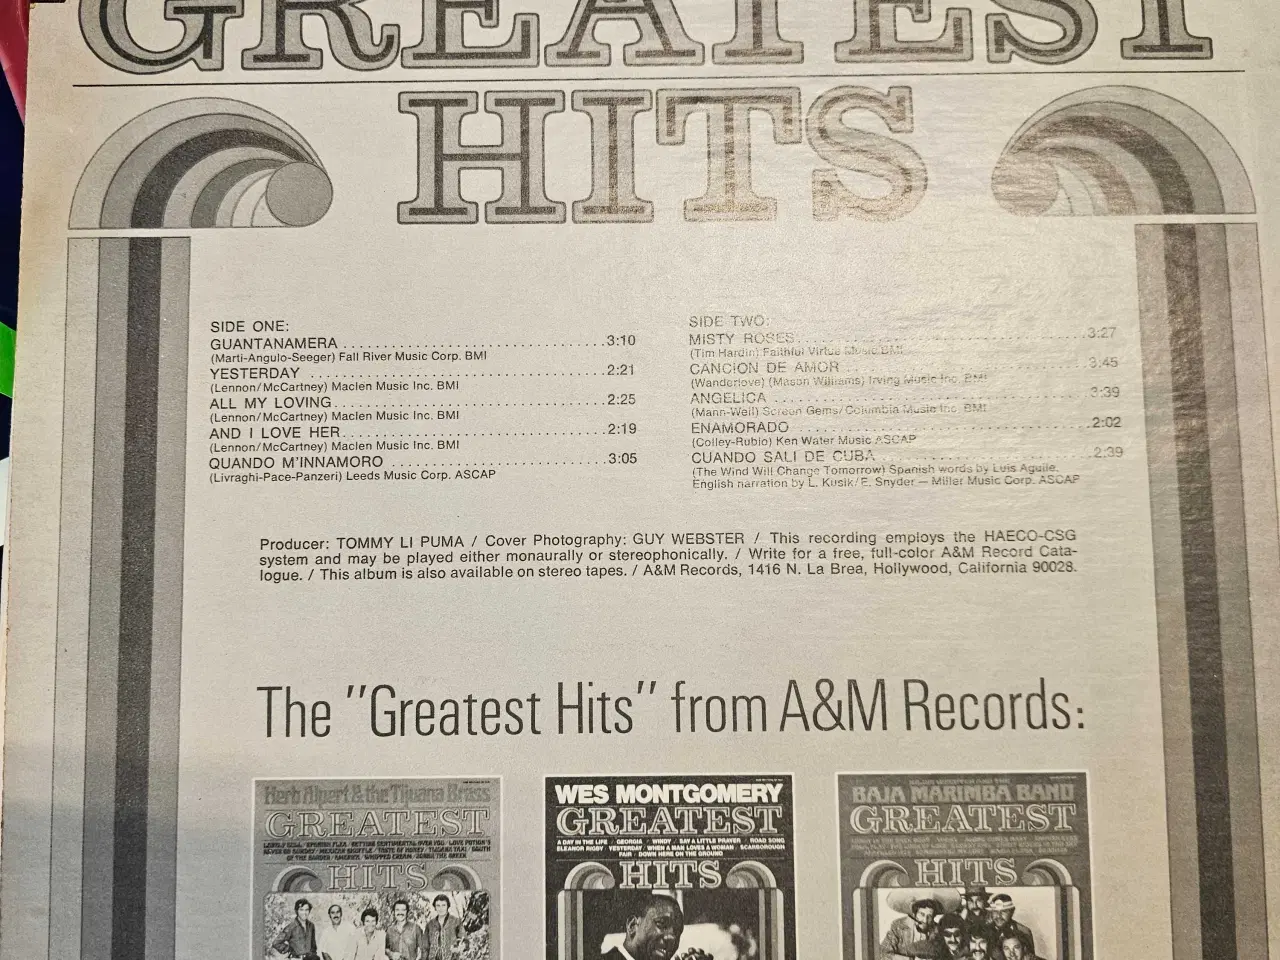 GREATEST
HITS
SIDE ONE:
GUANTANAMERA ........................................3:10
(Marti-Angulo-Seeger) Fall River Music Corp. BMI
YESTERDAY ........................................2:21
(Lennon/McCartney) Maclen Music Inc. BMI
ALL MY LOVING........................................2:25
(Lennon/McCartney) Maclen Music Inc. BMI
AND I LOVE HER........................................2:19
(Lennon/McCartney) Maclen Music Inc. BMI
QUANDO M'INNAMORO ........................................3:05
(Livraghi-Pace-Panzeri) Leeds Music Corp. ASCAP
SIDE TWO:
MISTY ROSES........................................3:27
(Tim Hardin) Faithful Virtue Music BMI
CANCION DE AMOR ........................................3:45
(Wanderlove) (Mason Williams) Irving Music Inc. BMI
ANGELICA ........................................3:39
(Mann-Weil) Screen Gems/Columbia Music Inc. BMI
ENAMORADO ........................................2:02
(Colley-Rubio) Ken Water Music ASCAP
CUANDO SALI DE CUBA........................................2:39
(The Wind Will Change Tomorrow) Spanish words by Luis Aguile.
English narration by L. Kusik/E. Snyder — Miller Music Corp. ASCAP
Producer: TOMMY LI PUMA / Cover Photography: GUY WEBSTER / This recording employs the HAECO-CSG
system and may be played either monaurally or stereophonically. / Write for a free, full-color A&M Record Cata-
logue. / This album is also available on stereo tapes. / A&M Records, 1416 N. La Brea, Hollywood, California 90028.
The "Greatest Hits" from A&M Records:
Herb Alpert & the Tijuana Brass
GREATEST
HITS
WES MONTGOMERY
GREATEST
A DAY IN THE LIFE · GEORGIA · WINDY · SAY A LITTLE PRAYER · ROAD SONG
ELEANOR RIGBY · YESTERDAY · WHEN A MAN LOVES A WOMAN · SCARBOROUGH
FAIR · DOWN HERE ON THE GROUND
HITS
BAJA MARIMBA BAND
GREATEST
HITS